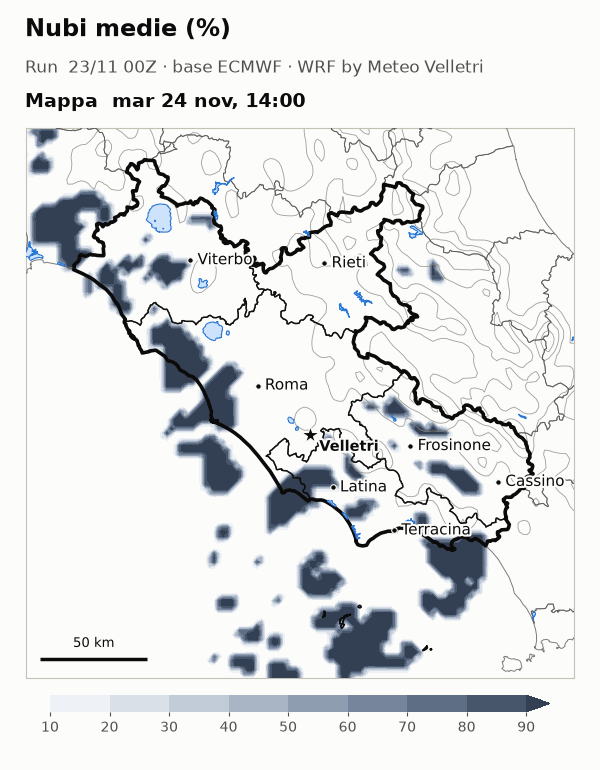 Nubi medie (%)
Run  23/11 00Z · base ECMWF · WRF by Meteo Velletri
Mappa  mar 24 nov, 14:00
Viterbo
Rieti
Roma
Velletri
Frosinone
Cassino
Latina
Terracina
50 km
10 20 30 40 50 60 70 80 90